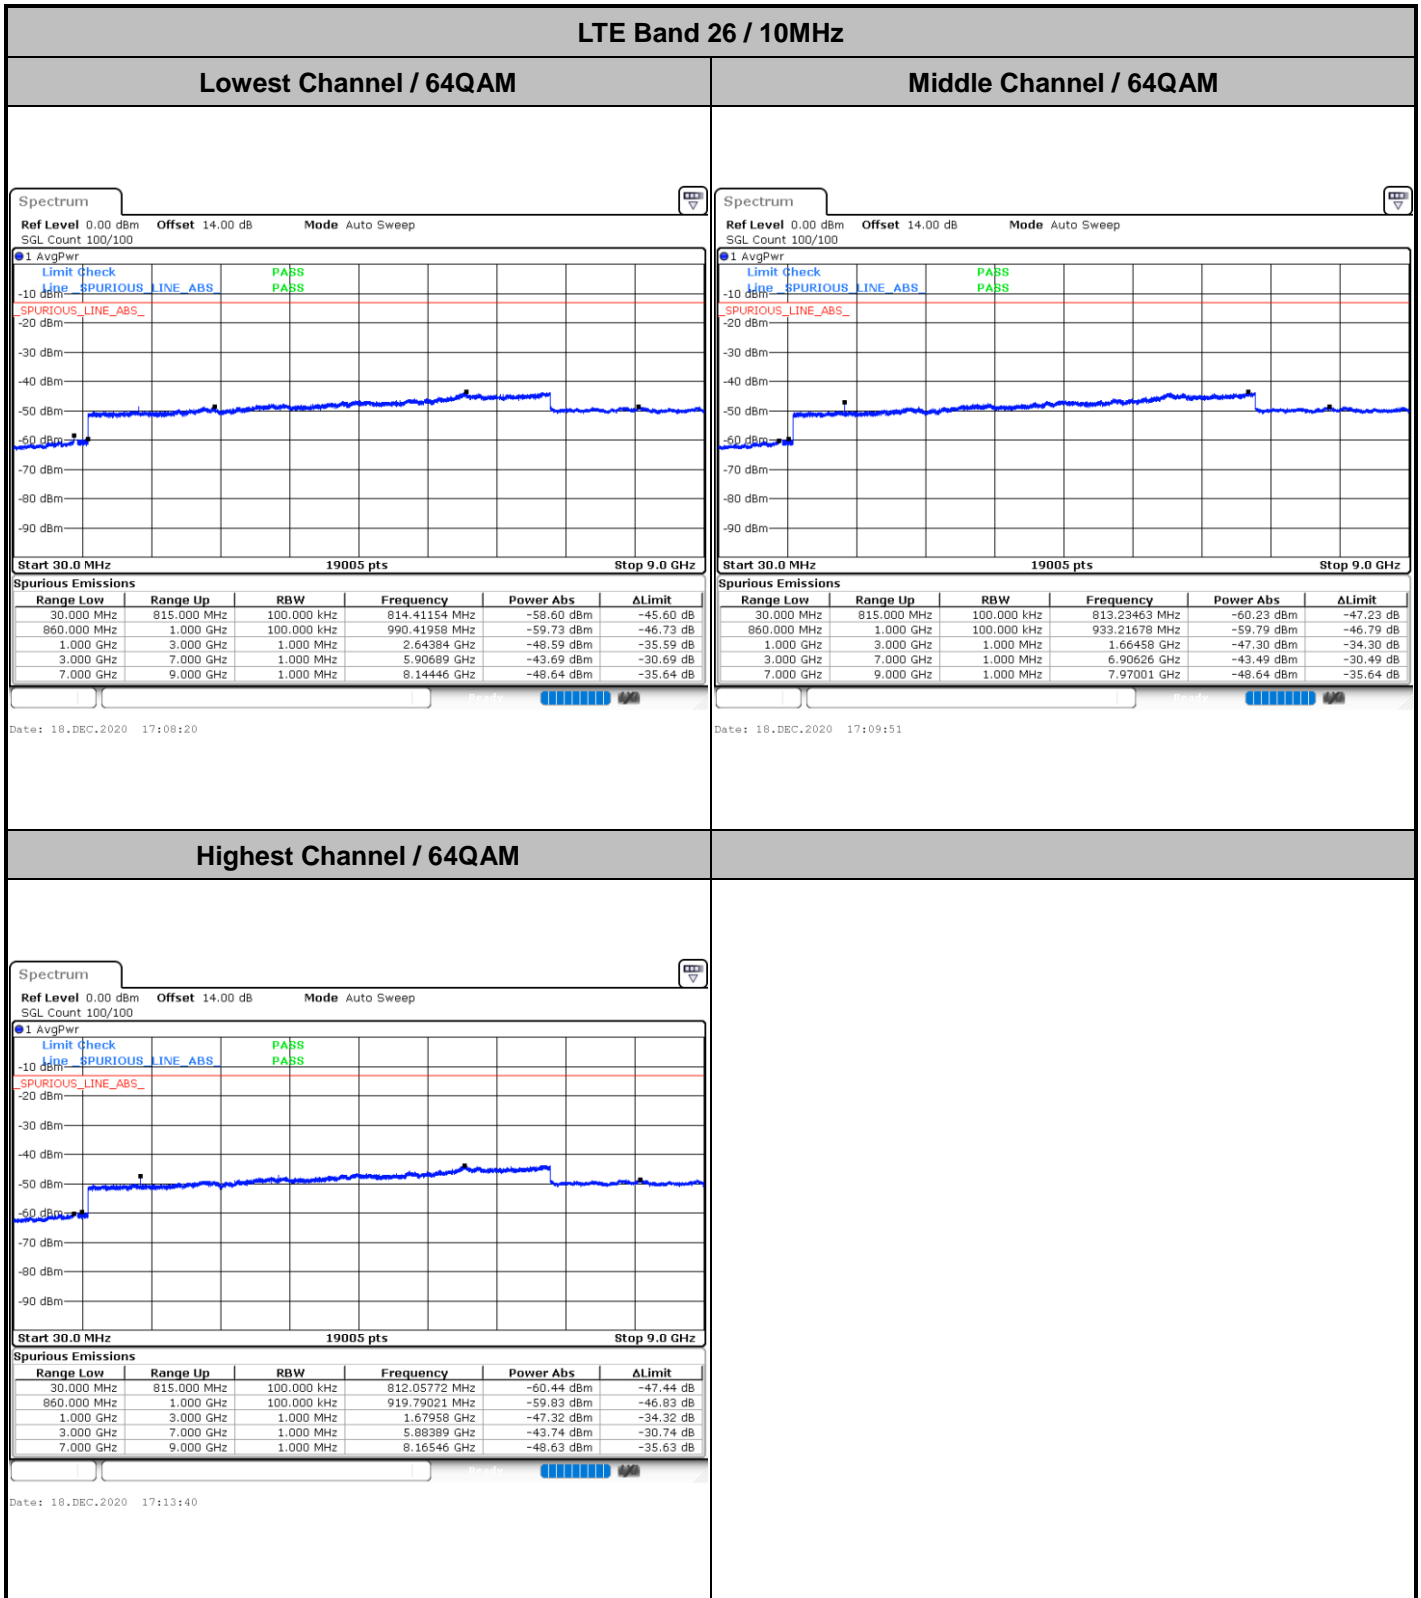 LTE Band 26 / 10MHz
Lowest Channel / 64QAM
Middle Channel / 64QAM
Spectrum
Ref Level 0.00 dBm Offset 14.00 dB Mode Auto Sweep
SGL Count 100/100
1 AvgPwr
Limit Check PASS
Line _SPURIOUS_LINE_ABS_ PASS
-10 dBm
_SPURIOUS_LINE_ABS_
-20 dBm
-30 dBm
-40 dBm
-50 dBm
-60 dBm
-70 dBm
-80 dBm
-90 dBm
Start 30.0 MHz 19005 pts Stop 9.0 GHz
Spurious Emissions
Range Low Range Up RBW Frequency Power Abs ΔLimit
30.000 MHz 815.000 MHz 100.000 kHz 814.41154 MHz -58.60 dBm -45.60 dB
860.000 MHz 1.000 GHz 100.000 kHz 990.41958 MHz -59.73 dBm -46.73 dB
1.000 GHz 3.000 GHz 1.000 MHz 2.64384 GHz -48.59 dBm -35.59 dB
3.000 GHz 7.000 GHz 1.000 MHz 5.90689 GHz -43.69 dBm -30.69 dB
7.000 GHz 9.000 GHz 1.000 MHz 8.14446 GHz -48.64 dBm -35.64 dB
Date: 18.DEC.2020 17:08:20
Spectrum
Ref Level 0.00 dBm Offset 14.00 dB Mode Auto Sweep
SGL Count 100/100
1 AvgPwr
Limit Check PASS
Line _SPURIOUS_LINE_ABS_ PASS
-10 dBm
_SPURIOUS_LINE_ABS_
-20 dBm
-30 dBm
-40 dBm
-50 dBm
-60 dBm
-70 dBm
-80 dBm
-90 dBm
Start 30.0 MHz 19005 pts Stop 9.0 GHz
Spurious Emissions
Range Low Range Up RBW Frequency Power Abs ΔLimit
30.000 MHz 815.000 MHz 100.000 kHz 813.23463 MHz -60.23 dBm -47.23 dB
860.000 MHz 1.000 GHz 100.000 kHz 933.21678 MHz -59.79 dBm -46.79 dB
1.000 GHz 3.000 GHz 1.000 MHz 1.66458 GHz -47.30 dBm -34.30 dB
3.000 GHz 7.000 GHz 1.000 MHz 6.90626 GHz -43.49 dBm -30.49 dB
7.000 GHz 9.000 GHz 1.000 MHz 7.97001 GHz -48.64 dBm -35.64 dB
Date: 18.DEC.2020 17:09:51
Highest Channel / 64QAM
Spectrum
Ref Level 0.00 dBm Offset 14.00 dB Mode Auto Sweep
SGL Count 100/100
1 AvgPwr
Limit Check PASS
Line _SPURIOUS_LINE_ABS_ PASS
-10 dBm
_SPURIOUS_LINE_ABS_
-20 dBm
-30 dBm
-40 dBm
-50 dBm
-60 dBm
-70 dBm
-80 dBm
-90 dBm
Start 30.0 MHz 19005 pts Stop 9.0 GHz
Spurious Emissions
Range Low Range Up RBW Frequency Power Abs ΔLimit
30.000 MHz 815.000 MHz 100.000 kHz 812.05772 MHz -60.44 dBm -47.44 dB
860.000 MHz 1.000 GHz 100.000 kHz 919.79021 MHz -59.83 dBm -46.83 dB
1.000 GHz 3.000 GHz 1.000 MHz 1.67958 GHz -47.32 dBm -34.32 dB
3.000 GHz 7.000 GHz 1.000 MHz 5.88389 GHz -43.74 dBm -30.74 dB
7.000 GHz 9.000 GHz 1.000 MHz 8.16546 GHz -48.63 dBm -35.63 dB
Date: 18.DEC.2020 17:13:40